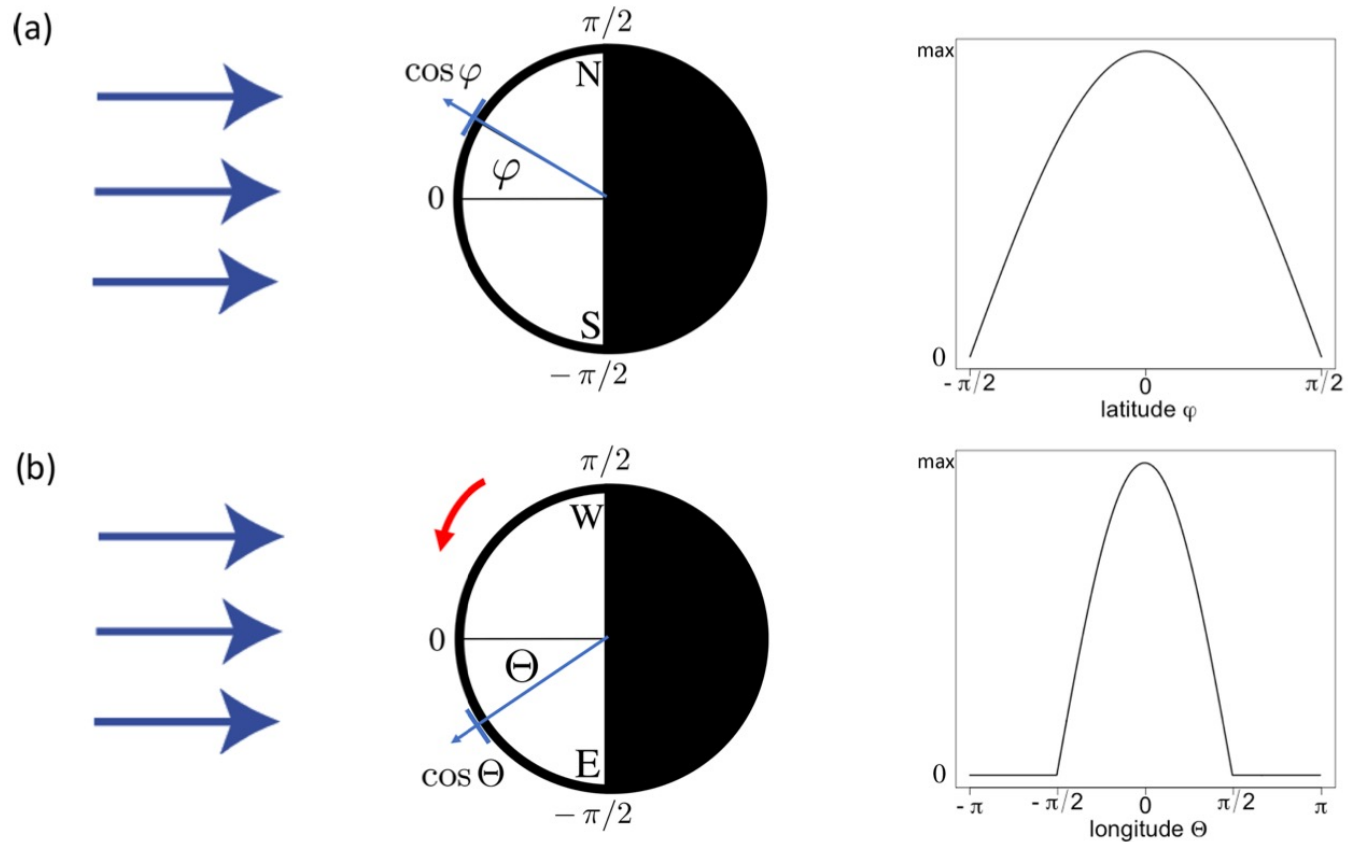 (a)
π/2
cos φ
N
φ
0
S
- π/2
max
0
- π/2
0
π/2
latitude φ
(b)
π/2
W
0
Θ
E
cos Θ
- π/2
max
0
- π
- π/2
0
π/2
π
longitude Θ